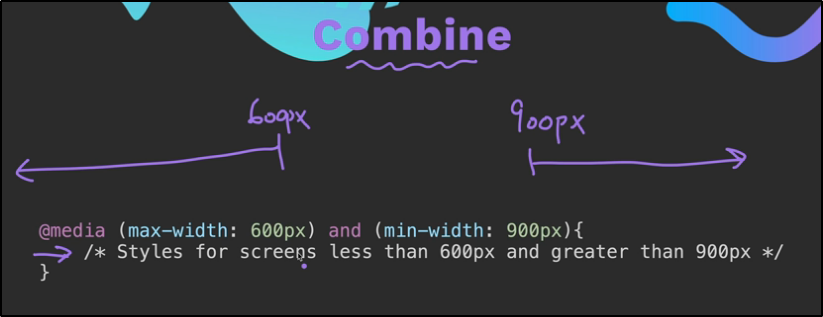 Combine
600px 900px
@media (max-width: 600px) and (min-width: 900px){
/* Styles for screens less than 600px and greater than 900px */
}